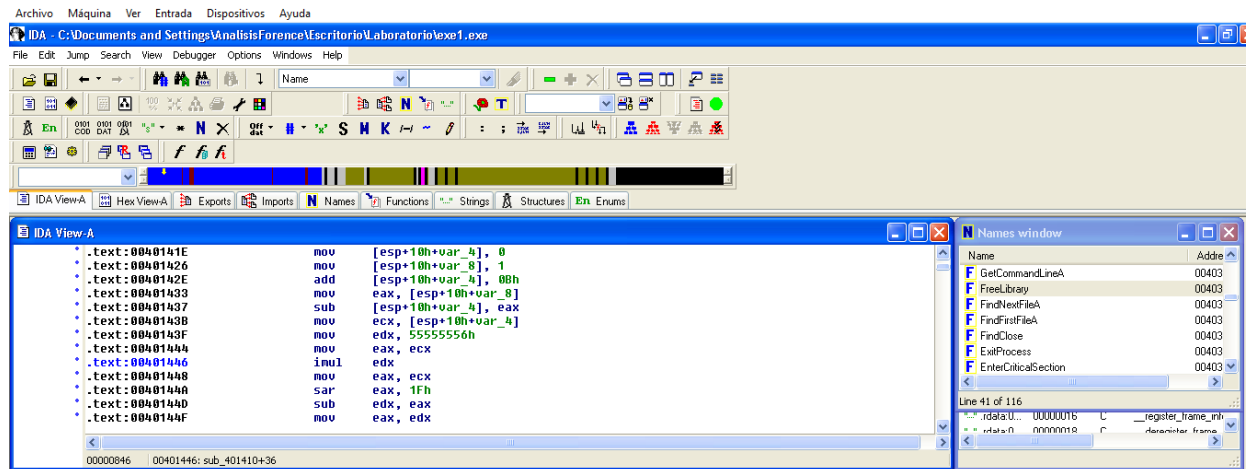 Archivo Máquina Ver Entrada Dispositivos Ayuda
IDA - C:\Documents and Settings\AnalisisForence\Escritorio\Laboratorio\exe1.exe
File Edit Jump Search View Debugger Options Windows Help
Name
En
S M K
IDA View-A Hex View-A Exports Imports N Names Functions Strings Structures En Enums
IDA View-A
.text:0040141E mov [esp+10h+var_4], 0
.text:00401426 mov [esp+10h+var_8], 1
.text:0040142E add [esp+10h+var_4], 0Bh
.text:00401433 mov eax, [esp+10h+var_8]
.text:00401437 sub [esp+10h+var_4], eax
.text:0040143B mov ecx, [esp+10h+var_4]
.text:0040143F mov edx, 55555556h
.text:00401444 mov eax, ecx
.text:00401446 imul edx
.text:00401448 mov eax, ecx
.text:0040144A sar eax, 1Fh
.text:0040144D sub edx, eax
.text:0040144F mov eax, edx
00000846 00401446: sub_401410+36
N Names window
Name Addre
F GetCommandLineA 00403
F FreeLibrary 00403
F FindNextFileA 00403
F FindFirstFileA 00403
F FindClose 00403
F ExitProcess 00403
F EnterCriticalSection 00403
Line 41 of 116
.rdata:0... 00000016 C __register_frame_info